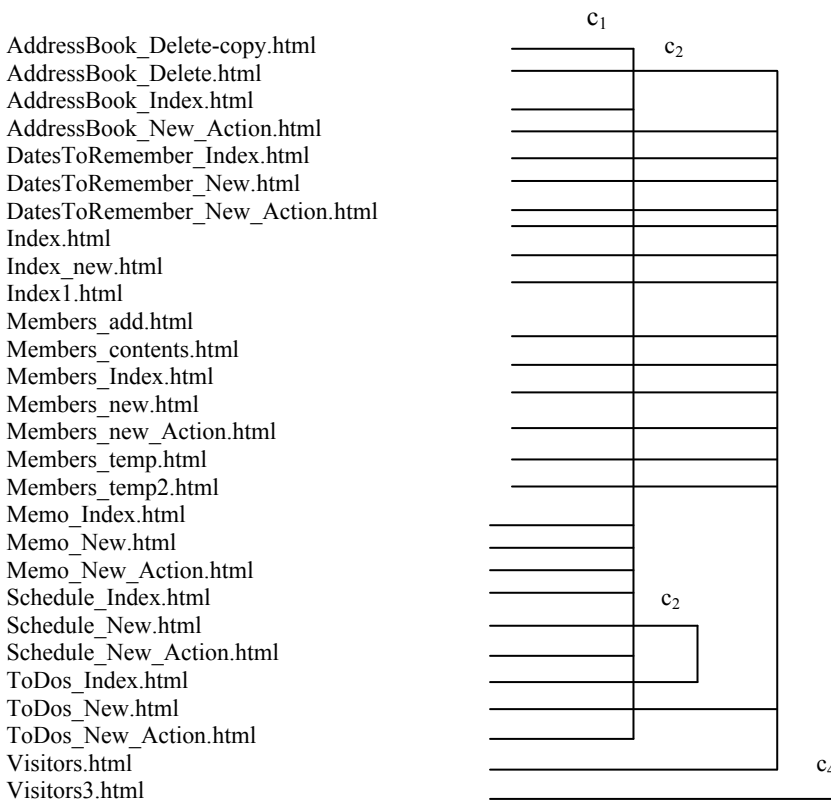 c1
AddressBook_Delete-copy.html
c2
AddressBook_Delete.html
AddressBook_Index.html
AddressBook_New_Action.html
DatesToRemember_Index.html
DatesToRemember_New.html
DatesToRemember_New_Action.html
Index.html
Index_new.html
Index1.html
Members_add.html
Members_contents.html
Members_Index.html
Members_new.html
Members_new_Action.html
Members_temp.html
Members_temp2.html
Memo_Index.html
Memo_New.html
Memo_New_Action.html
Schedule_Index.html
c2
Schedule_New.html
Schedule_New_Action.html
ToDos_Index.html
ToDos_New.html
ToDos_New_Action.html
Visitors.html
c4
Visitors3.html